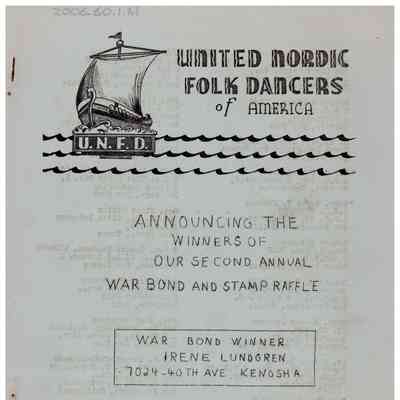 2006.60.1.M
UNITED NORDIC
FOLK DANCERS
of AMERICA
U.N.F.D.
ANNOUNCING THE
WINNERS OF
OUR SECOND ANNUAL
WAR BOND AND STAMP RAFFLE
WAR BOND WINNER
IRENE LUNDGREN
7024-40TH AVE KENOSHA